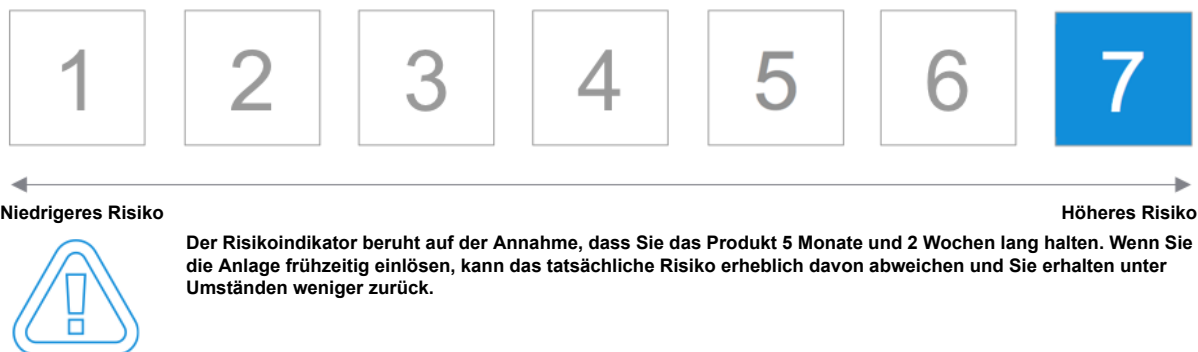 1 2 3 4 5 6 7
Niedrigeres Risiko Höheres Risiko
Der Risikoindikator beruht auf der Annahme, dass Sie das Produkt 5 Monate und 2 Wochen lang halten. Wenn Sie
die Anlage frühzeitig einlösen, kann das tatsächliche Risiko erheblich davon abweichen und Sie erhalten unter
Umständen weniger zurück.